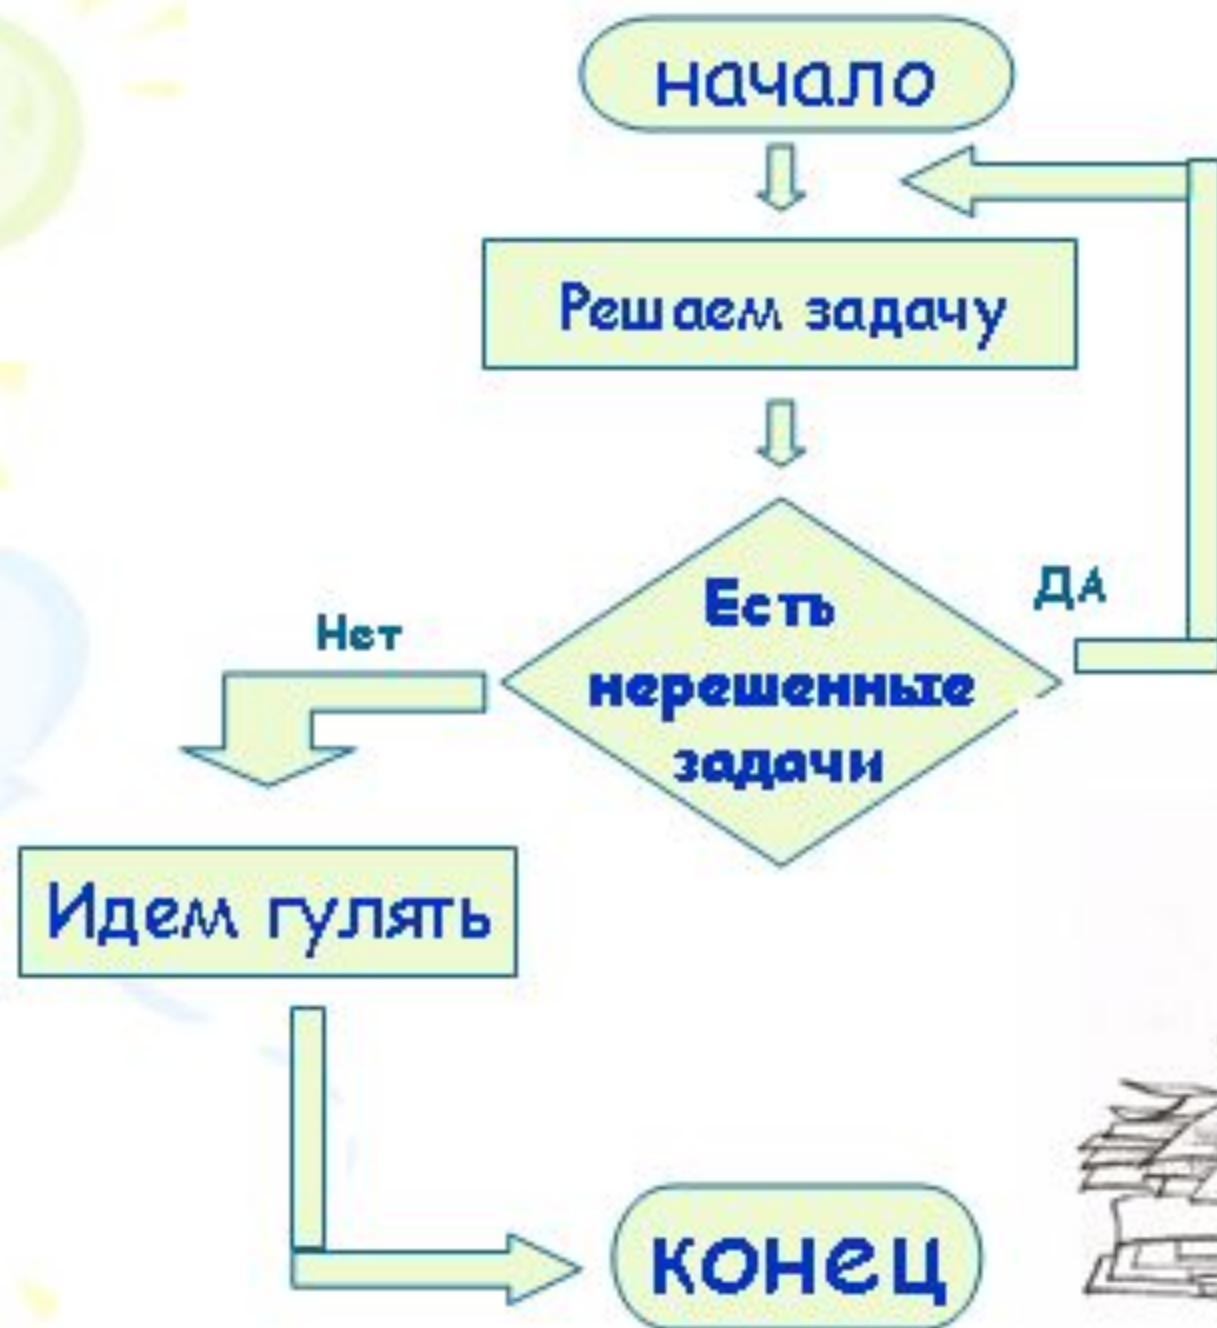 начало
Решаем задачу
Есть
нерешенные
задачи
ДА
Нет
Идем гулять
конец